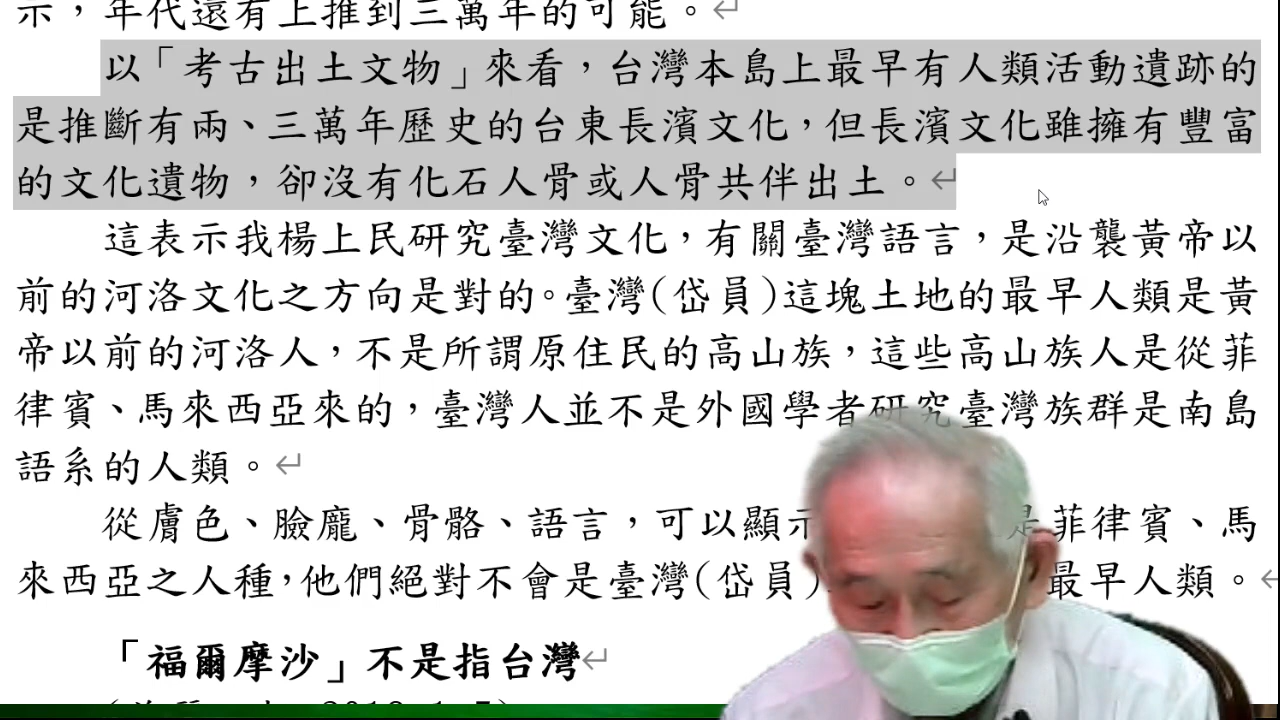 示，年代還有上推到三萬年的可能。
以「考古出土文物」來看，台灣本島上最早有人類活動遺跡的
是推斷有兩、三萬年歷史的台東長濱文化，但長濱文化雖擁有豐富
的文化遺物，卻沒有化石人骨或人骨共伴出土。
這表示我楊上民研究臺灣文化，有關臺灣語言，是沿襲黃帝以
前的河洛文化之方向是對的。臺灣(岱員)這塊土地的最早人類是黃
帝以前的河洛人，不是所謂原住民的高山族，這些高山族人是從菲
律賓、馬來西亞來的，臺灣人並不是外國學者研究臺灣族群是南島
語系的人類。
從膚色、臉龐、骨骼、語言，可以顯示 是菲律賓、馬
來西亞之人種，他們絕對不會是臺灣(岱員) 最早人類。
「福爾摩沙」不是指台灣